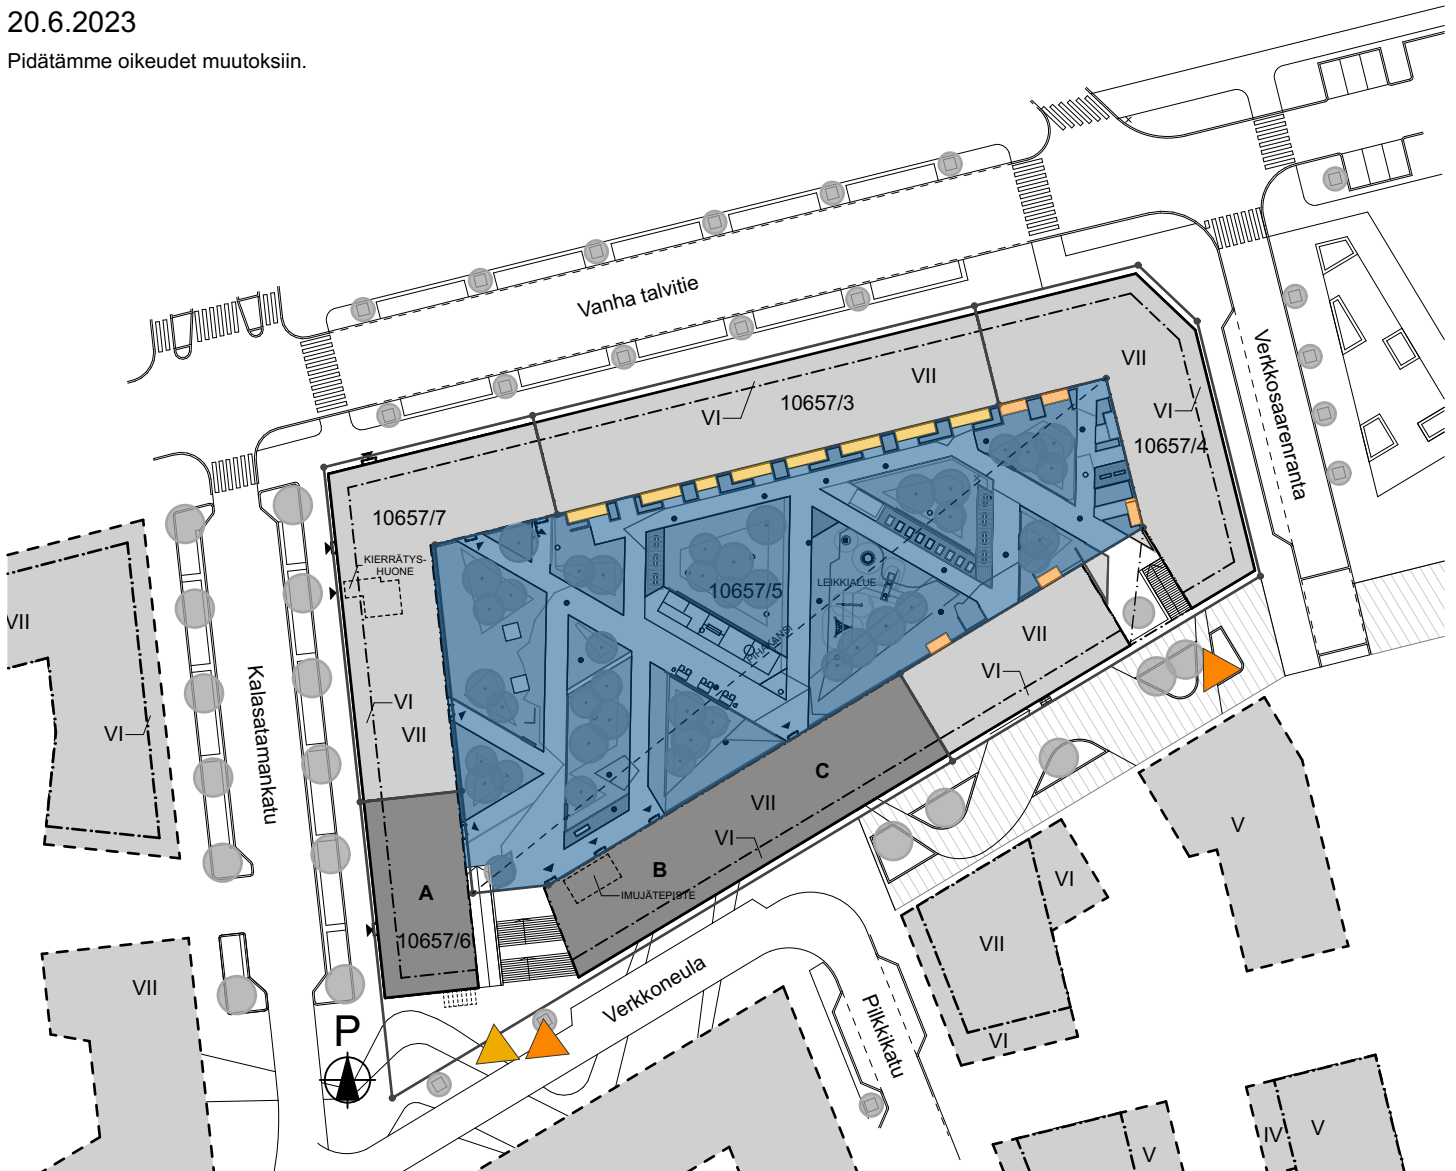 20.6.2023
Pidätämme oikeudet muutoksiin.
Vanha talvitie
VII
VII
VI
10657/3
VI
10657/4
Verkkosaarenranta
10657/7
KIERRÄTYS-
HUONE
LEIKKIALUE
10657/5
PIHAKANSI
VII
VII
VI
Kalasatamankatu
VI
VI
VII
C
VII
V
VI
B
A
IMUJÄTEPISTE
VI
10657/6
VII
VII
Verkkoneula
Pilkkikatu
P
VI
IV
V
V